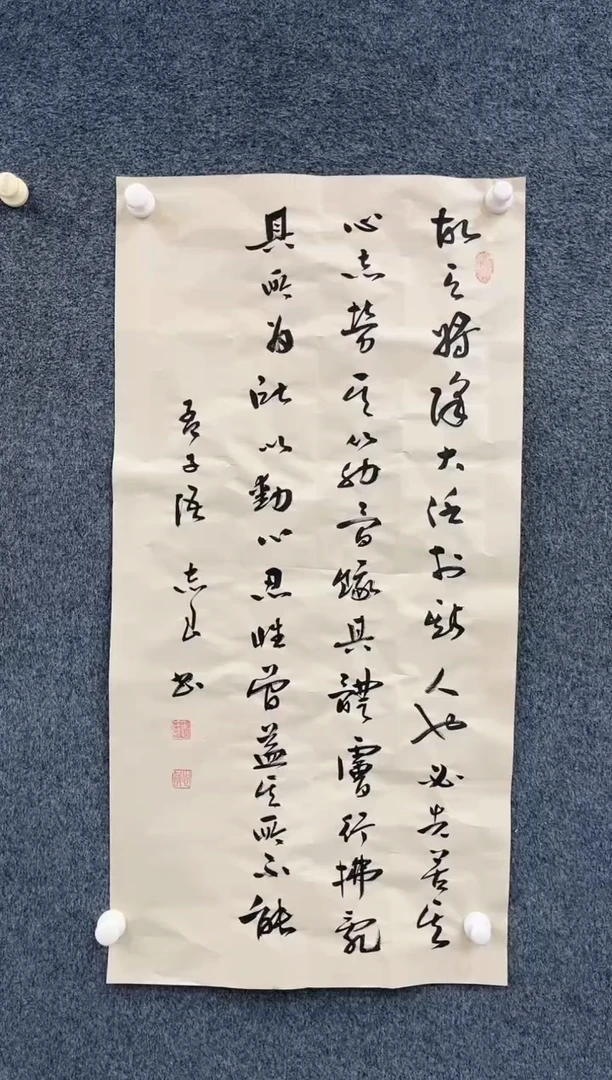 故天將降大任於斯人也必先苦其
心志勞其筋骨餓其體膚行拂亂
其所為所以動心忍性曾益其所不能
孟子語 志 书